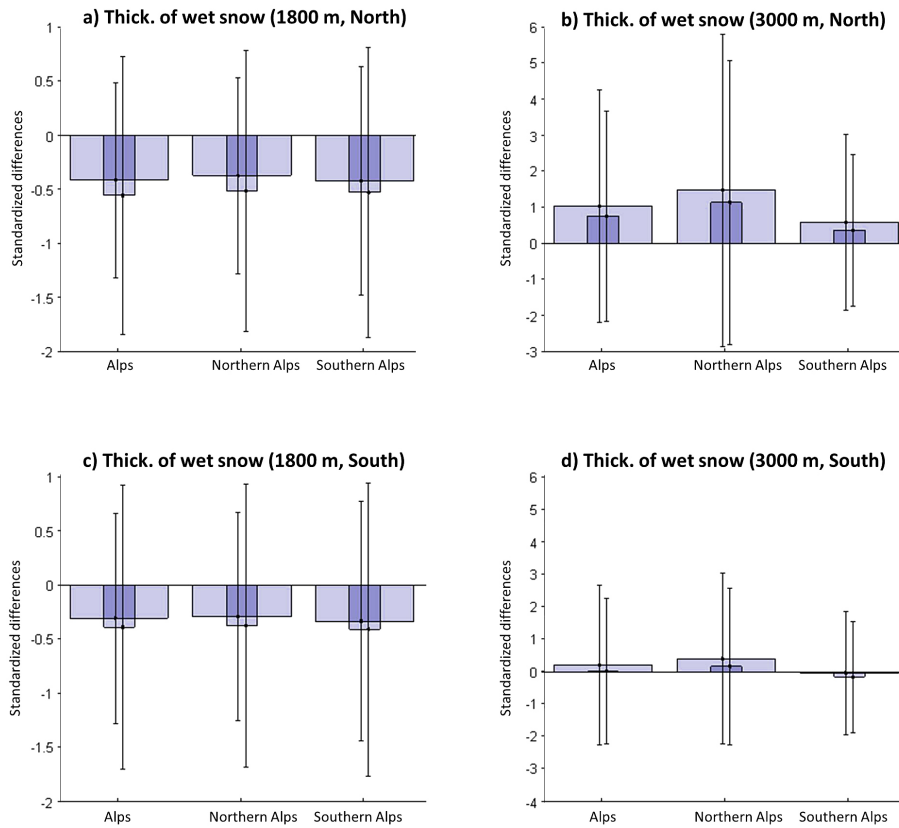 a) Thick. of wet snow (1800 m, North)
1
0.5
0
-0.5
-1
-1.5
-2
Standardized differences
Alps
Northern Alps
Southern Alps
b) Thick. of wet snow (3000 m, North)
6
5
4
3
2
1
0
-1
-2
-3
Standardized differences
Alps
Northern Alps
Southern Alps
c) Thick. of wet snow (1800 m, South)
1
0.5
0
-0.5
-1
-1.5
-2
Standardized differences
Alps
Northern Alps
Southern Alps
d) Thick. of wet snow (3000 m, South)
6
5
4
3
2
1
0
-1
-2
-3
-4
Standardized differences
Alps
Northern Alps
Southern Alps